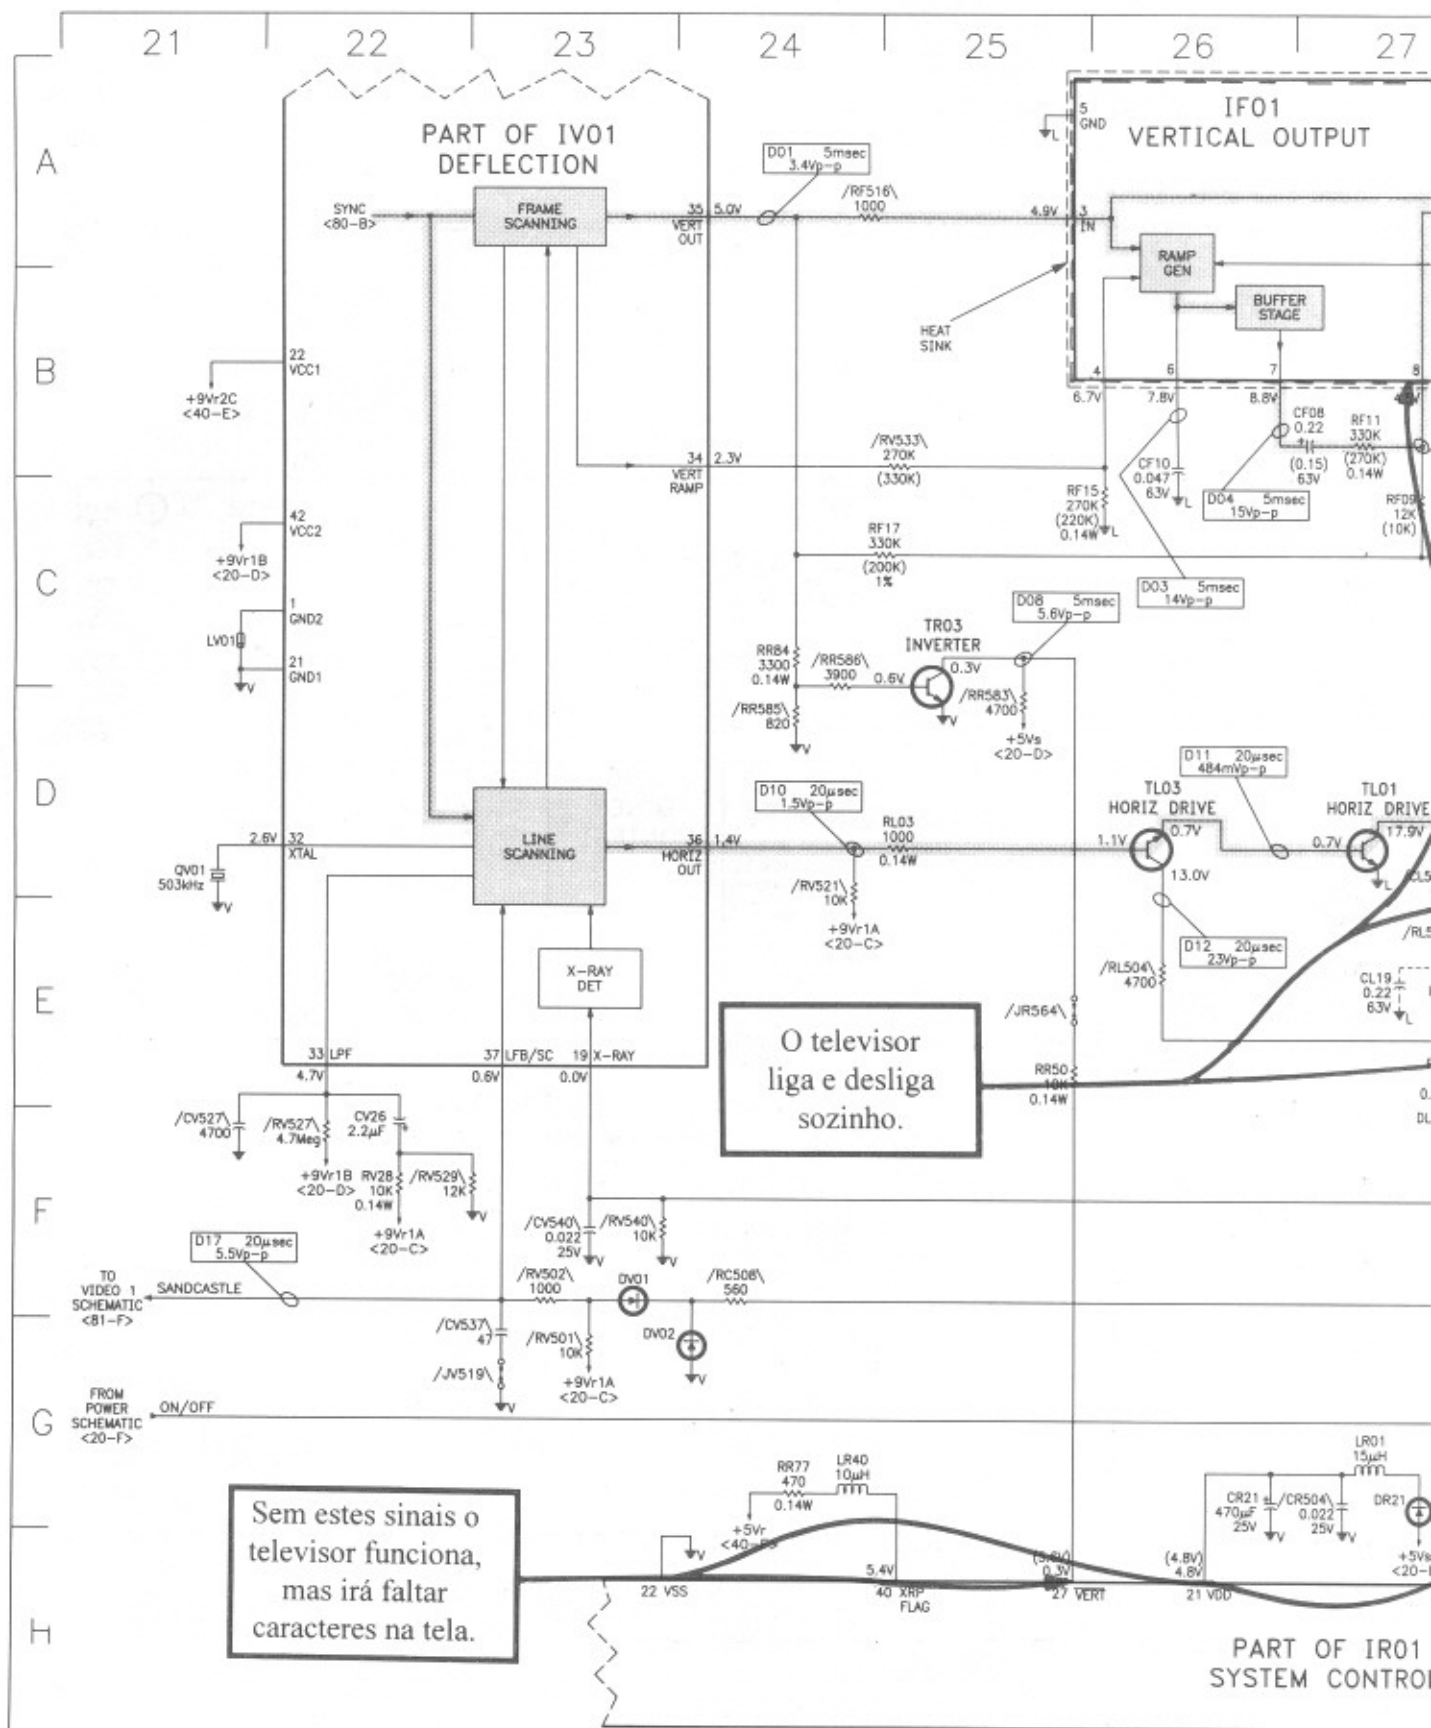 21 22 23 24 25 26 27
A
B
C
D
E
F
G
H
PART OF IV01
DEFLECTION
SYNC
<80-B>
FRAME
SCANNING
35 5.0V
VERT
OUT
D01 5msec
3.4Vp-p
/RF516\
1000
4.9V 3
IN
5
GND
L
IF01
VERTICAL OUTPUT
RAMP
GEN
BUFFER
STAGE
HEAT
SINK
4 6 7 8
6.7V 7.8V 8.8V
22
VCC1
+9Vr2C
<40-E>
CF08
0.22
(0.15)
63V
RF11
330K
(270K)
0.14W
34 2.3V
VERT
RAMP
/RV533\
270K
(330K)
CF10
0.047
63V
L
RF15
270K
(220K)
0.14W
L
D04 5msec
15Vp-p
RF09
12K
(10K)
42
VCC2
+9Vr1B
<20-D>
RF17
330K
(200K)
1%
D03 5msec
14Vp-p
1
GND2
LV01
21
GND1
V
D08 5msec
5.6Vp-p
TR03
INVERTER
RR84
3300
0.14W
/RR586\
3900
0.6V
0.3V
V
/RR585\
820
V
/RR583\
4700
+5Vs
<20-D>
D10 20µsec
1.5Vp-p
D11 20µsec
484mVp-p
TL03
HORIZ DRIVE
TL01
HORIZ DRIVE
2.6V 32
XTAL
LINE
SCANNING
36 1.4V
HORIZ
OUT
RL03
1000
0.14W
1.1V
0.7V
13.0V
0.7V
17.9V
L
QV01
503kHz
V
/RV521\
10K
+9Vr1A
<20-C>
D12 20µsec
23Vp-p
X-RAY
DET
/RL504\
4700
CL19
0.22
63V
L
/JR564\
O televisor
liga e desliga
sozinho.
33 LPF
4.7V
37 LFB/SC
0.6V
19 X-RAY
0.0V
RR50
10K
0.14W
/CV527\
4700
/RV527\
4.7Meg
+9Vr1B
<20-D>
CV26
2.2µF
RV28
10K
0.14W
+9Vr1A
<20-C>
/RV529\
12K
V
/CV540\
0.022
25V
V
/RV540\
10K
V
D17 20µsec
5.5Vp-p
TO
VIDEO 1
SCHEMATIC
<81-F>
SANDCASTLE
/RV502\
1000
DV01
/RC508\
560
/CV537\
47
/JV519\
V
/RV501\
10K
+9Vr1A
<20-C>
DV02
V
FROM
POWER
SCHEMATIC
<20-F>
ON/OFF
RR77
470
0.14W
LR40
10µH
+5Vr
LR01
15µH
CR21
470µF
25V
V
/CR504\
0.022
25V
V
DR21
+5Vs
Sem estes sinais o
televisor funciona,
mas irá faltar
caracteres na tela.
V
22 VSS
5.4V
40 XRP
FLAG
0.3V
27 VERT
(4.8V)
4.8V
21 VDD
PART OF IR01
SYSTEM CONTROL